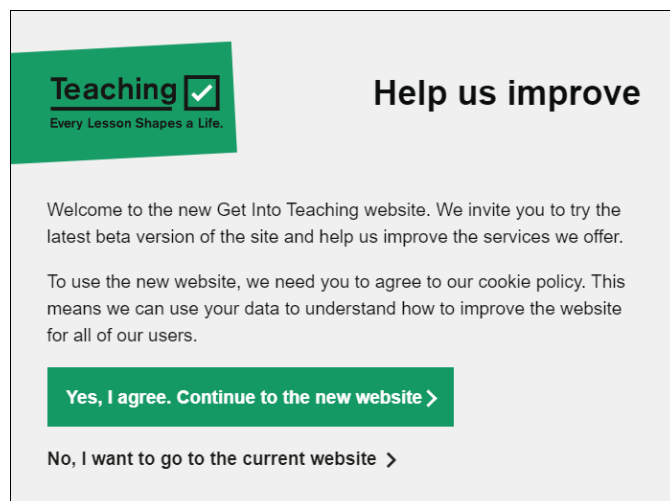 Teaching
Every Lesson Shapes a Life.
Help us improve
Welcome to the new Get Into Teaching website. We invite you to try the
latest beta version of the site and help us improve the services we offer.
To use the new website, we need you to agree to our cookie policy. This
means we can use your data to understand how to improve the website
for all of our users.
Yes, I agree. Continue to the new website
No, I want to go to the current website